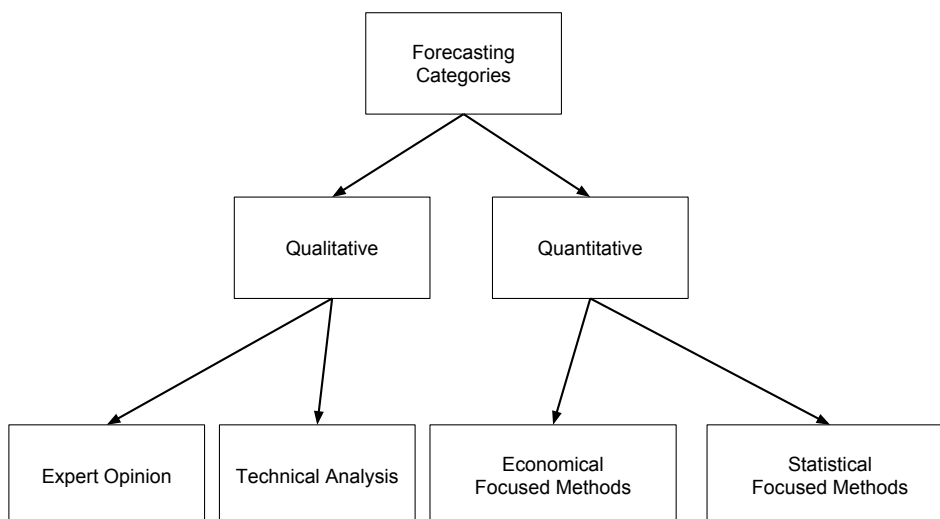 Forecasting
Categories
Qualitative
Quantitative
Expert Opinion
Technical Analysis
Economical
Focused Methods
Statistical
Focused Methods